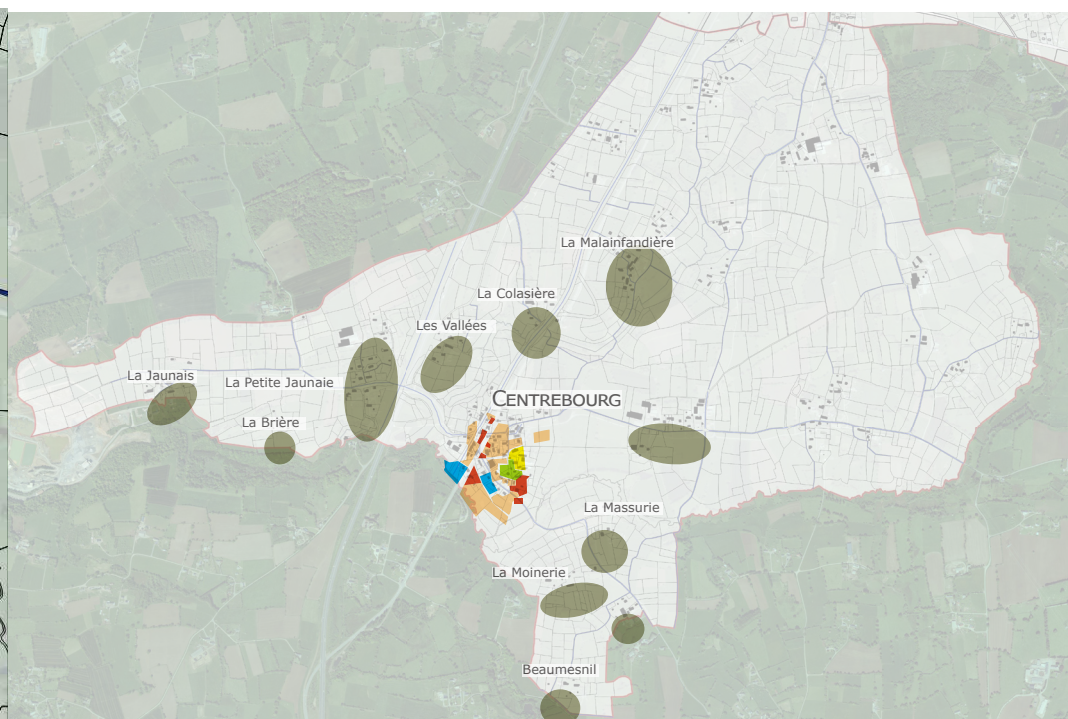 La Malainfandière
La Colasière
Les Vallées
La Jaunais
La Petite Jaunaie
CENTREBOURG
La Brière
La Massurie
La Moinerie
Beaumesnil